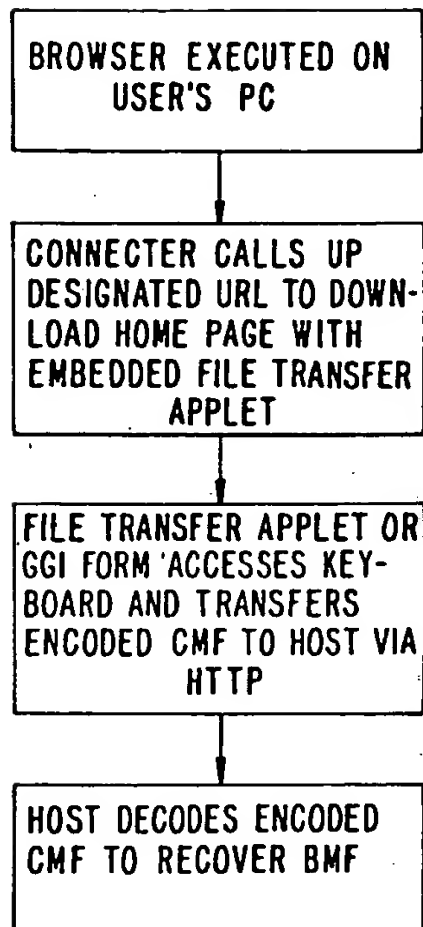 BROWSER EXECUTED ON
USER'S PC
CONNECTER CALLS UP
DESIGNATED URL TO DOWN-
LOAD HOME PAGE WITH
EMBEDDED FILE TRANSFER
APPLET
FILE TRANSFER APPLET OR
GGI FORM 'ACCESSES KEY-
BOARD AND TRANSFERS
ENCODED CMF TO HOST VIA
HTTP
HOST DECODES ENCODED
CMF TO RECOVER BMF